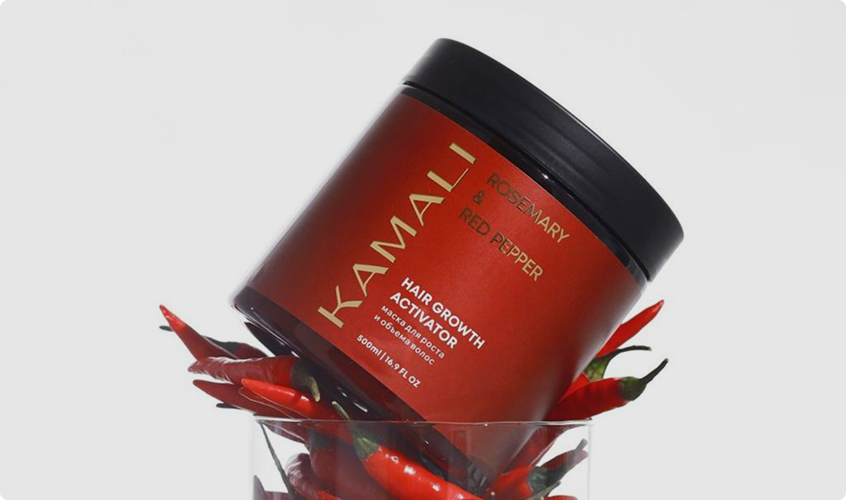 KAMALI
ROSEMARY
&
RED PEPPER
HAIR GROWTH
ACTIVATOR
маска для роста
и объема волос
500ml | 16.9 FL OZ